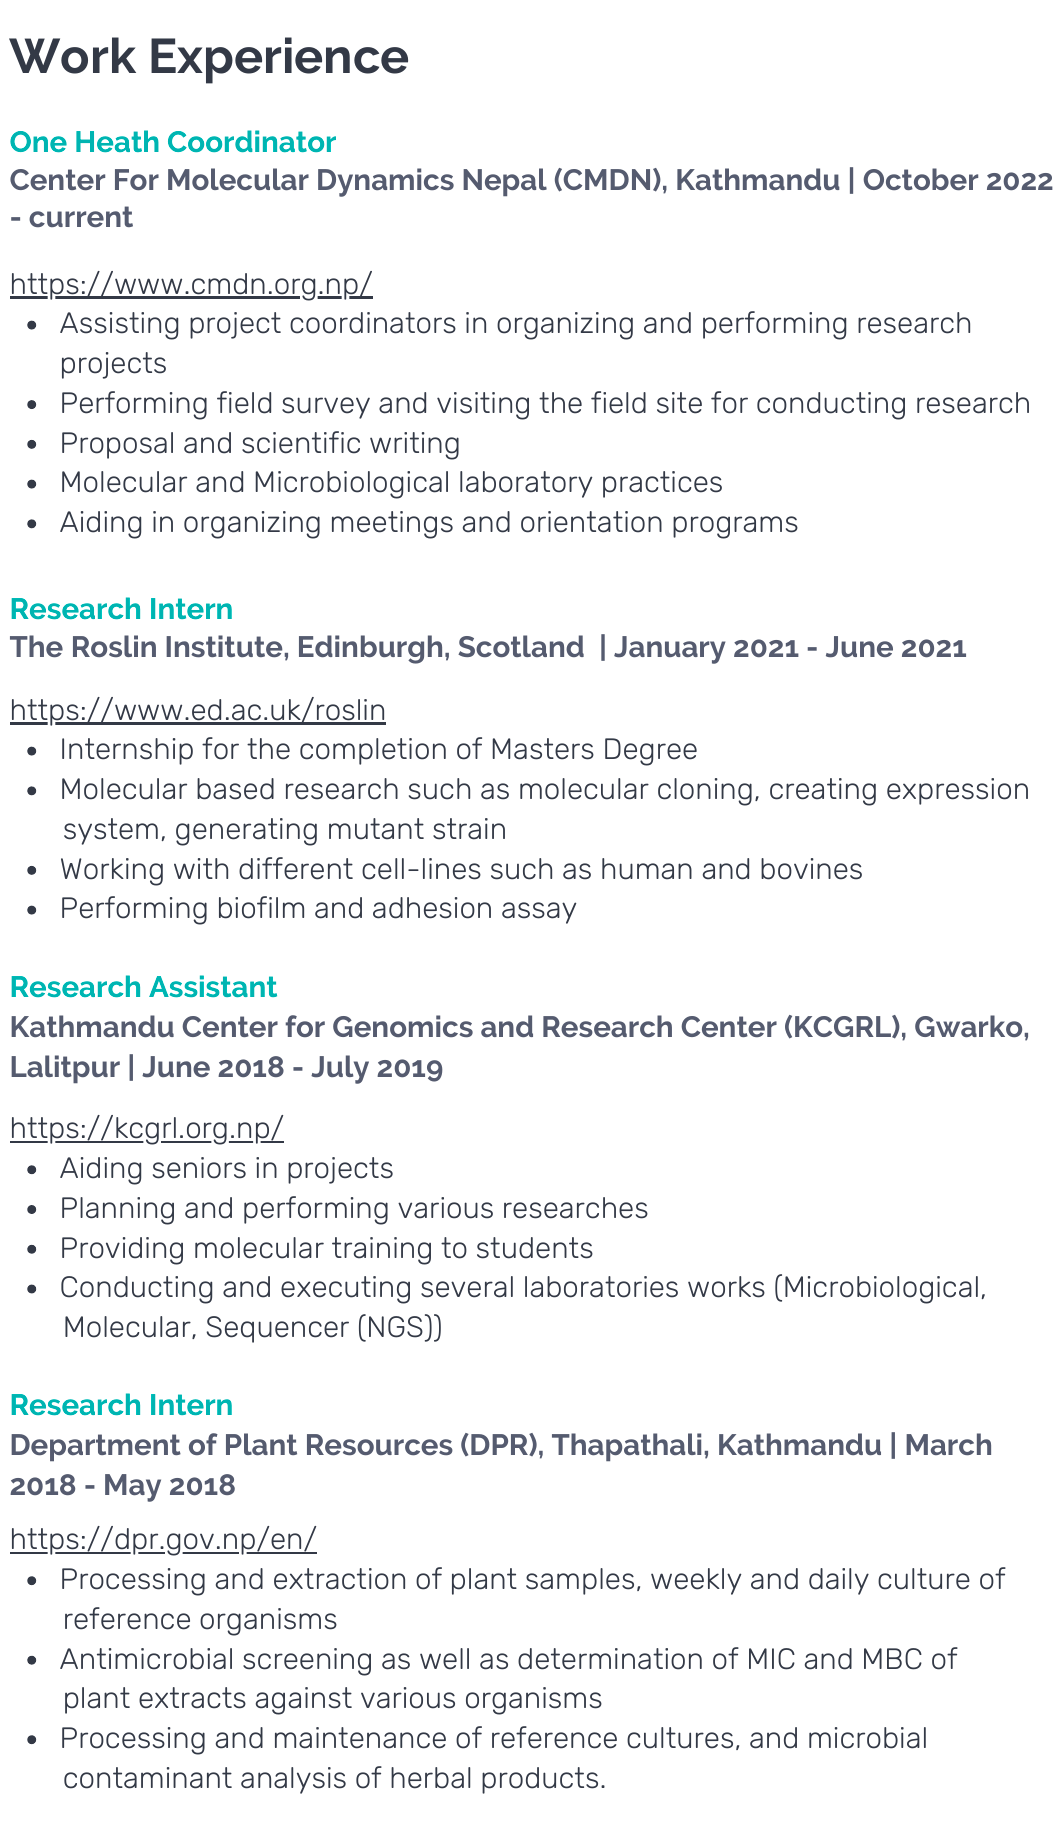 Work Experience
One Heath Coordinator
Center For Molecular Dynamics Nepal (CMDN), Kathmandu | October 2022
- current
https://www.cmdn.org.np/
• Assisting project coordinators in organizing and performing research
projects
• Performing field survey and visiting the field site for conducting research
• Proposal and scientific writing
• Molecular and Microbiological laboratory practices
• Aiding in organizing meetings and orientation programs
Research Intern
The Roslin Institute, Edinburgh, Scotland | January 2021 - June 2021
https://www.ed.ac.uk/roslin
• Internship for the completion of Masters Degree
• Molecular based research such as molecular cloning, creating expression
system, generating mutant strain
• Working with different cell-lines such as human and bovines
• Performing biofilm and adhesion assay
Research Assistant
Kathmandu Center for Genomics and Research Center (KCGRL), Gwarko,
Lalitpur | June 2018 - July 2019
https://kcgrl.org.np/
• Aiding seniors in projects
• Planning and performing various researches
• Providing molecular training to students
• Conducting and executing several laboratories works (Microbiological,
Molecular, Sequencer (NGS))
Research Intern
Department of Plant Resources (DPR), Thapathali, Kathmandu | March
2018 - May 2018
https://dpr.gov.np/en/
• Processing and extraction of plant samples, weekly and daily culture of
reference organisms
• Antimicrobial screening as well as determination of MIC and MBC of
plant extracts against various organisms
• Processing and maintenance of reference cultures, and microbial
contaminant analysis of herbal products.